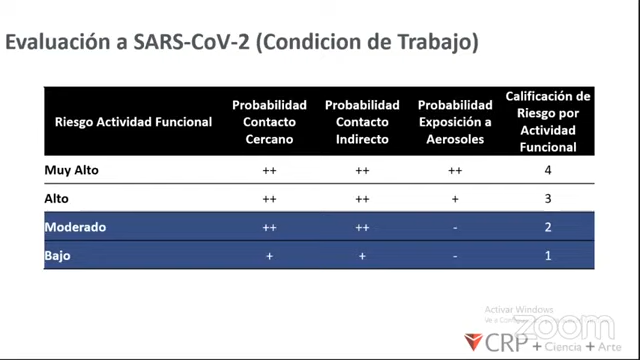 Evaluación a SARS-CoV-2 (Condicion de Trabajo)
Riesgo Actividad Funcional
Probabilidad
Contacto
Cercano
Probabilidad
Contacto
Indirecto
Probabilidad
Exposición a
Aerosoles
Calificación de
Riesgo por
Actividad
Funcional
Muy Alto ++ ++ ++ 4
Alto ++ ++ + 3
Moderado ++ ++ - 2
Bajo + + - 1
Activar Windows
zoom
CRP +Ciencia + Arte